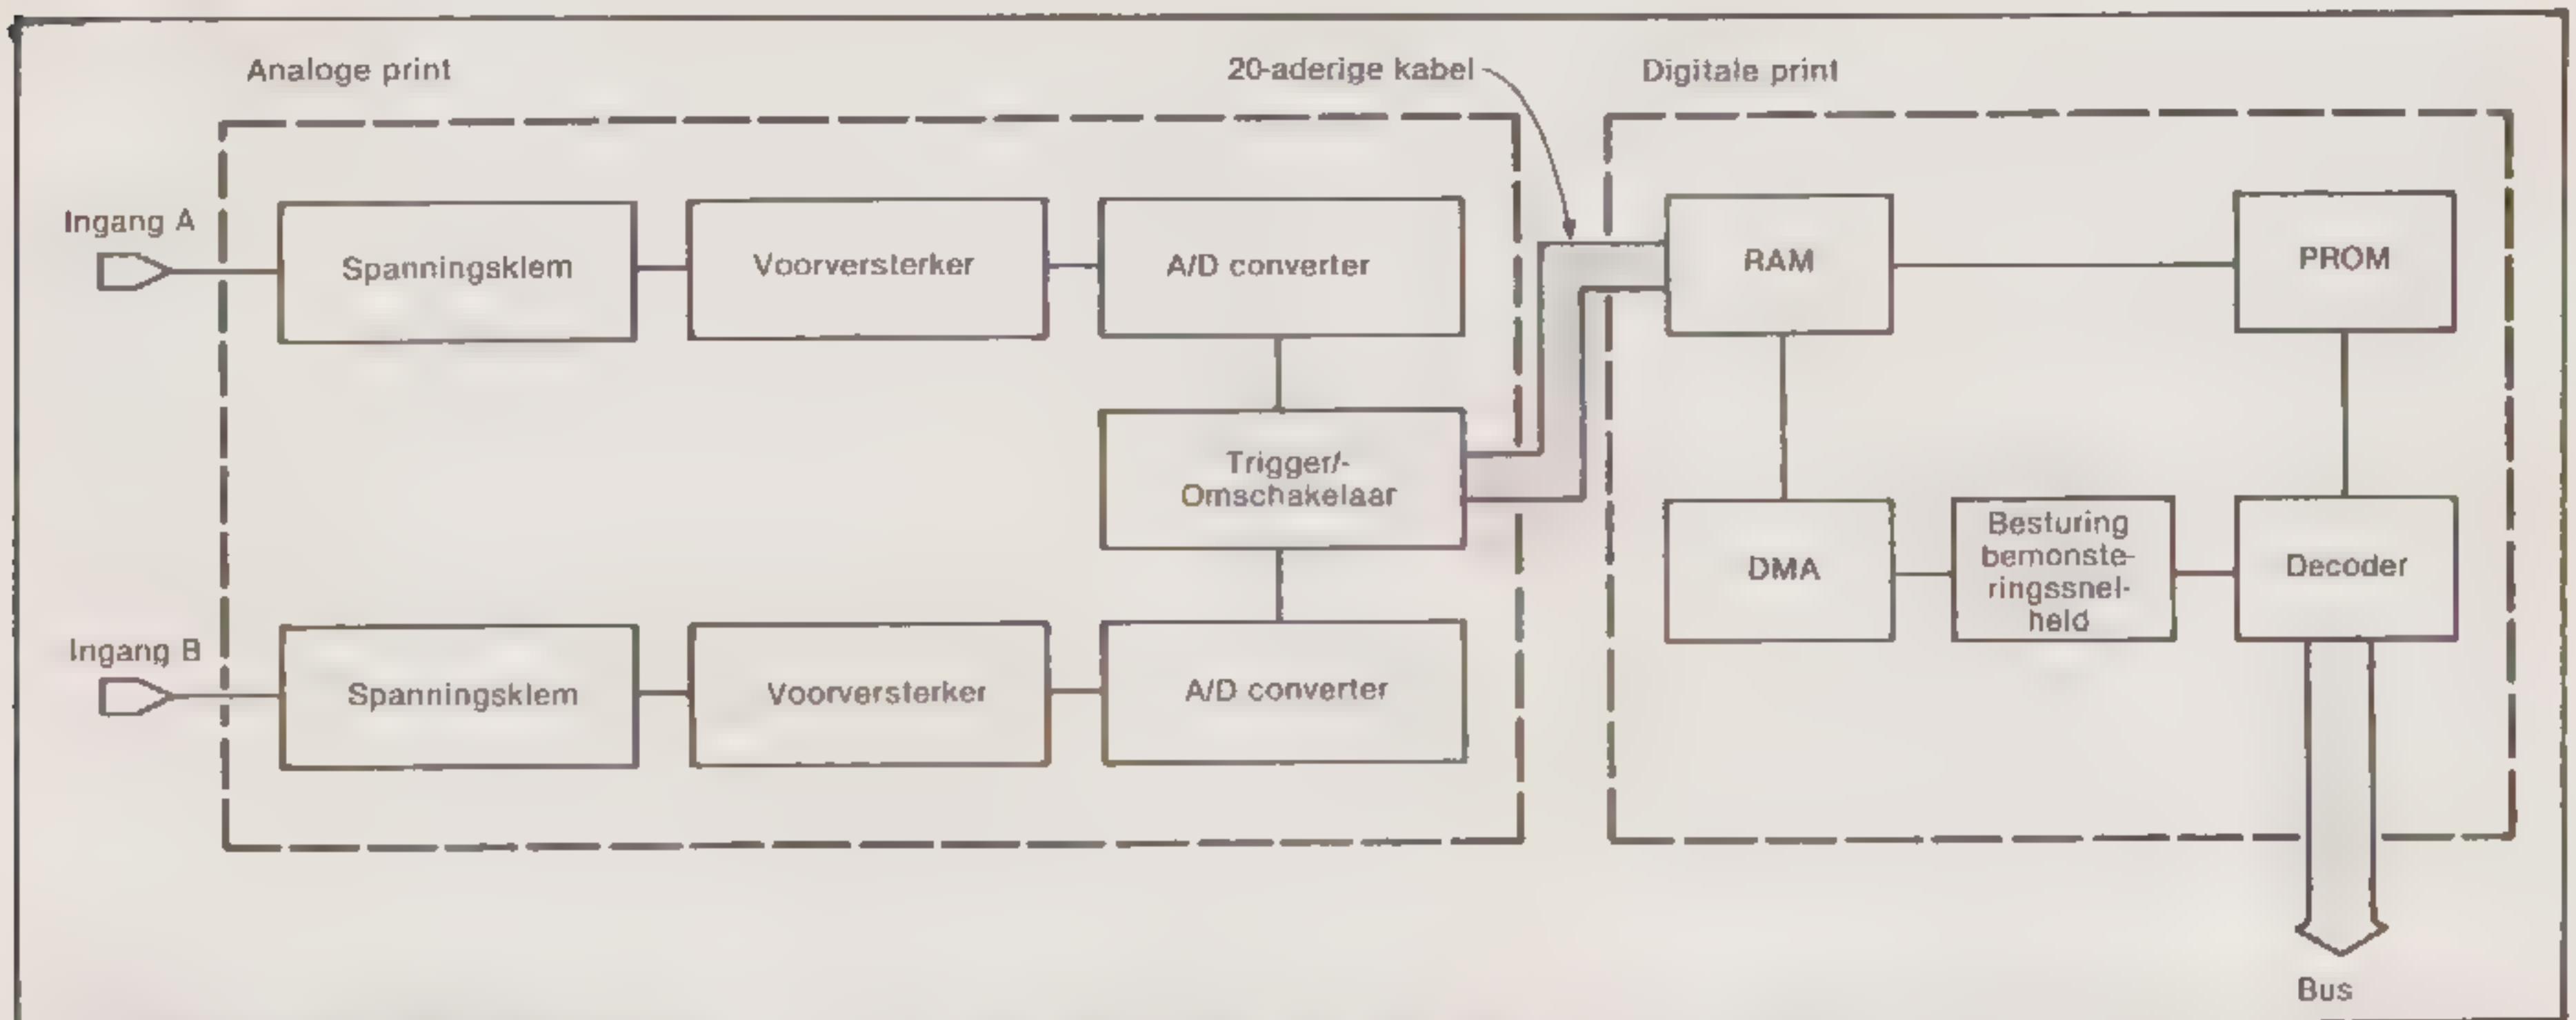 Analoge print
20-aderige kabel
Digitale print
Ingang A
Spanningsklem
Voorversterker
A/D converter
RAM
PROM
Trigger/-
Omschakelaar
DMA
Besturing
bemonste-
ringssnel-
heid
Decoder
Ingang B
Spanningsklem
Voorversterker
A/D converter
Bus